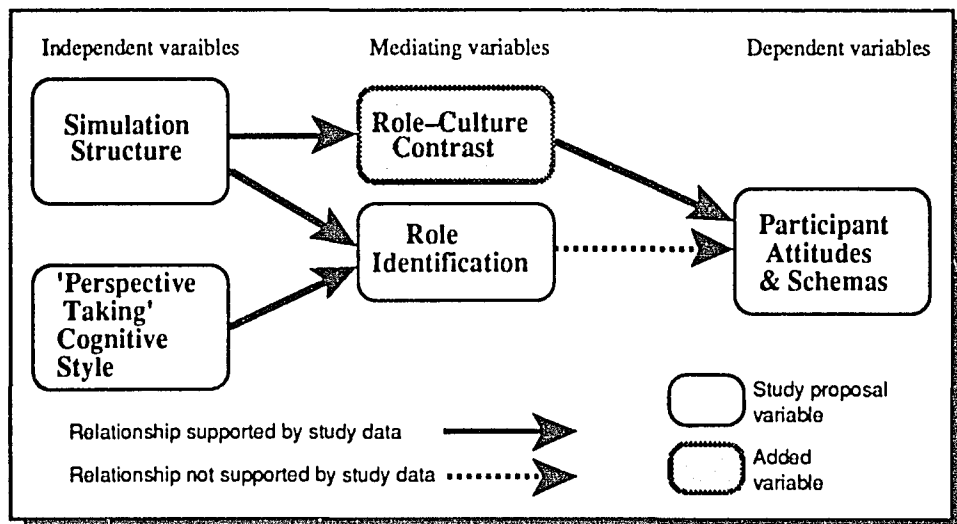 Independent varaibles
Mediating variables
Dependent variables
Simulation
Structure
Role–Culture
Contrast
Role
Identification
'Perspective
Taking'
Cognitive
Style
Participant
Attitudes
& Schemas
Relationship supported by study data
Relationship not supported by study data
Study proposal
variable
Added
variable